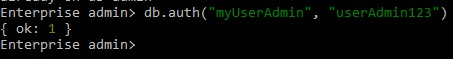 Enterprise admin> db.auth("myUserAdmin", "userAdmin123")
{ ok: 1 }
Enterprise admin>